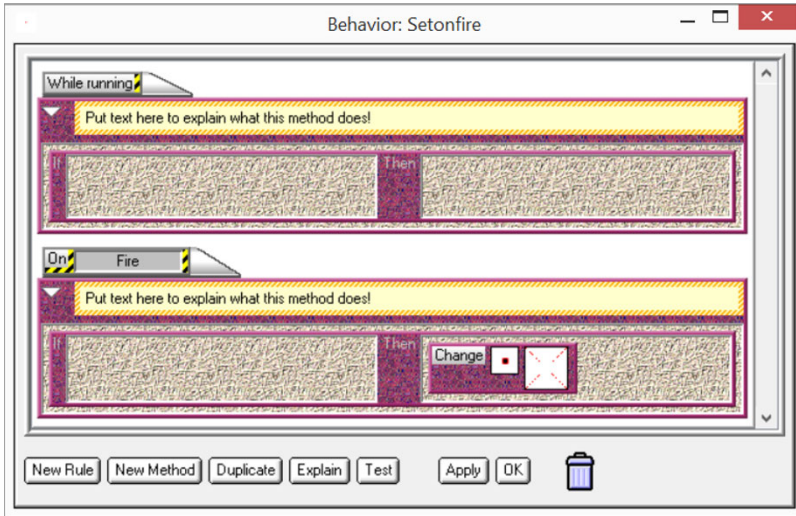 Behavior: Setonfire
While running
Put text here to explain what this method does!
If Then
On Fire
Put text here to explain what this method does!
If Then Change
New Rule New Method Duplicate Explain Test Apply OK